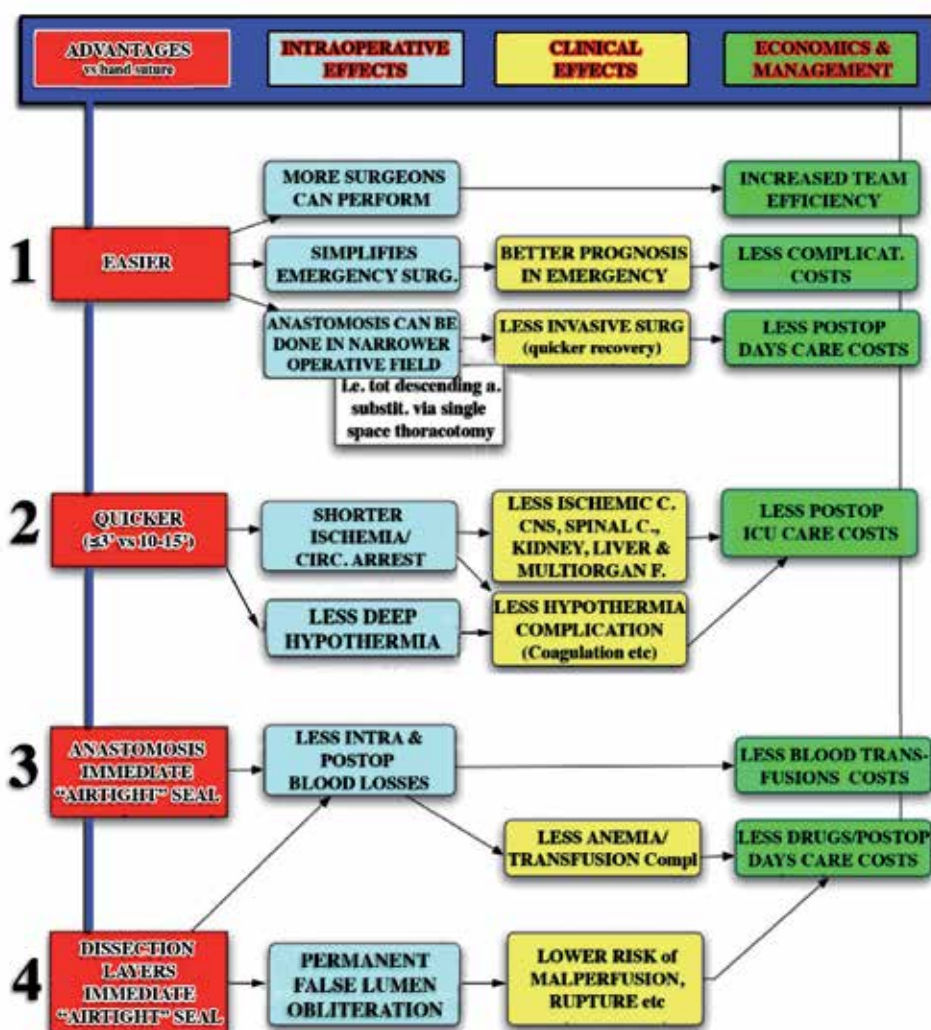 ADVANTAGES
vs hand suture
INTRAOPERATIVE
EFFECTS
CLINICAL
EFFECTS
ECONOMICS &
MANAGEMENT
1
EASIER
MORE SURGEONS
CAN PERFORM
INCREASED TEAM
EFFICIENCY
SIMPLIFIES
EMERGENCY SURG.
BETTER PROGNOSIS
IN EMERGENCY
LESS COMPLICAT.
COSTS
ANASTOMOSIS CAN BE
DONE IN NARROWER
OPERATIVE FIELD
LESS INVASIVE SURG
(quicker recovery)
LESS POSTOP
DAYS CARE COSTS
I.e. tot descending a.
substit. via single
space thoracotomy
2
QUICKER
(≤3' vs 10-15')
SHORTER
ISCHEMIA/
CIRC. ARREST
LESS ISCHEMIC C.
CNS, SPINAL C.,
KIDNEY, LIVER &
MULTIORGAN F.
LESS POSTOP
ICU CARE COSTS
LESS DEEP
HYPOTHERMIA
LESS HYPOTHERMIA
COMPLICATION
(Coagulation etc)
3
ANASTOMOSIS
IMMEDIATE
“AIRTIGHT” SEAL
LESS INTRA &
POSTOP
BLOOD LOSSES
LESS BLOOD TRANS-
FUSIONS COSTS
LESS ANEMIA/
TRANSFUSION Compl
LESS DRUGS/POSTOP
DAYS CARE COSTS
4
DISSECTION
LAYERS
IMMEDIATE
“AIRTIGHT” SEAL
PERMANENT
FALSE LUMEN
OBLITERATION
LOWER RISK of
MALPERFUSION,
RUPTURE etc